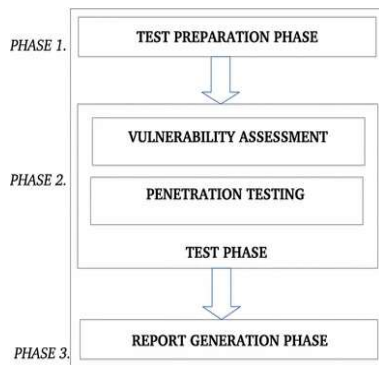 PHASE 1.
TEST PREPARATION PHASE
VULNERABILITY ASSESSMENT
PHASE 2.
PENETRATION TESTING
TEST PHASE
REPORT GENERATION PHASE
PHASE 3.